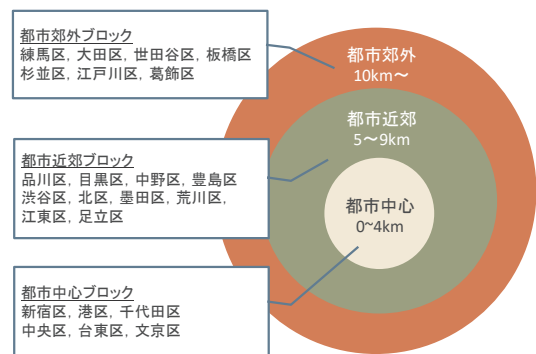 都市郊外ブロック
練馬区, 大田区, 世田谷区, 板橋区
杉並区, 江戸川区, 葛飾区
都市近郊ブロック
品川区, 目黒区, 中野区, 豊島区
渋谷区, 北区, 墨田区, 荒川区,
江東区, 足立区
都市中心ブロック
新宿区, 港区, 千代田区
中央区, 台東区, 文京区
都市郊外
10km～
都市近郊
5～9km
都市中心
0~4km